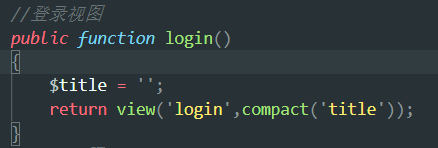 //登录视图
public function login()
{
    $title = '';
    return view('login',compact('title'));
}